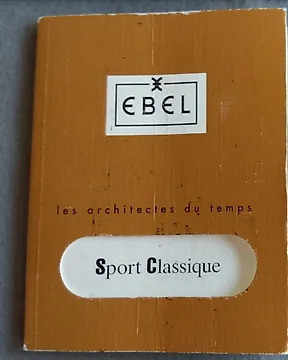 EBEL
les architectes du temps
Sport Classique